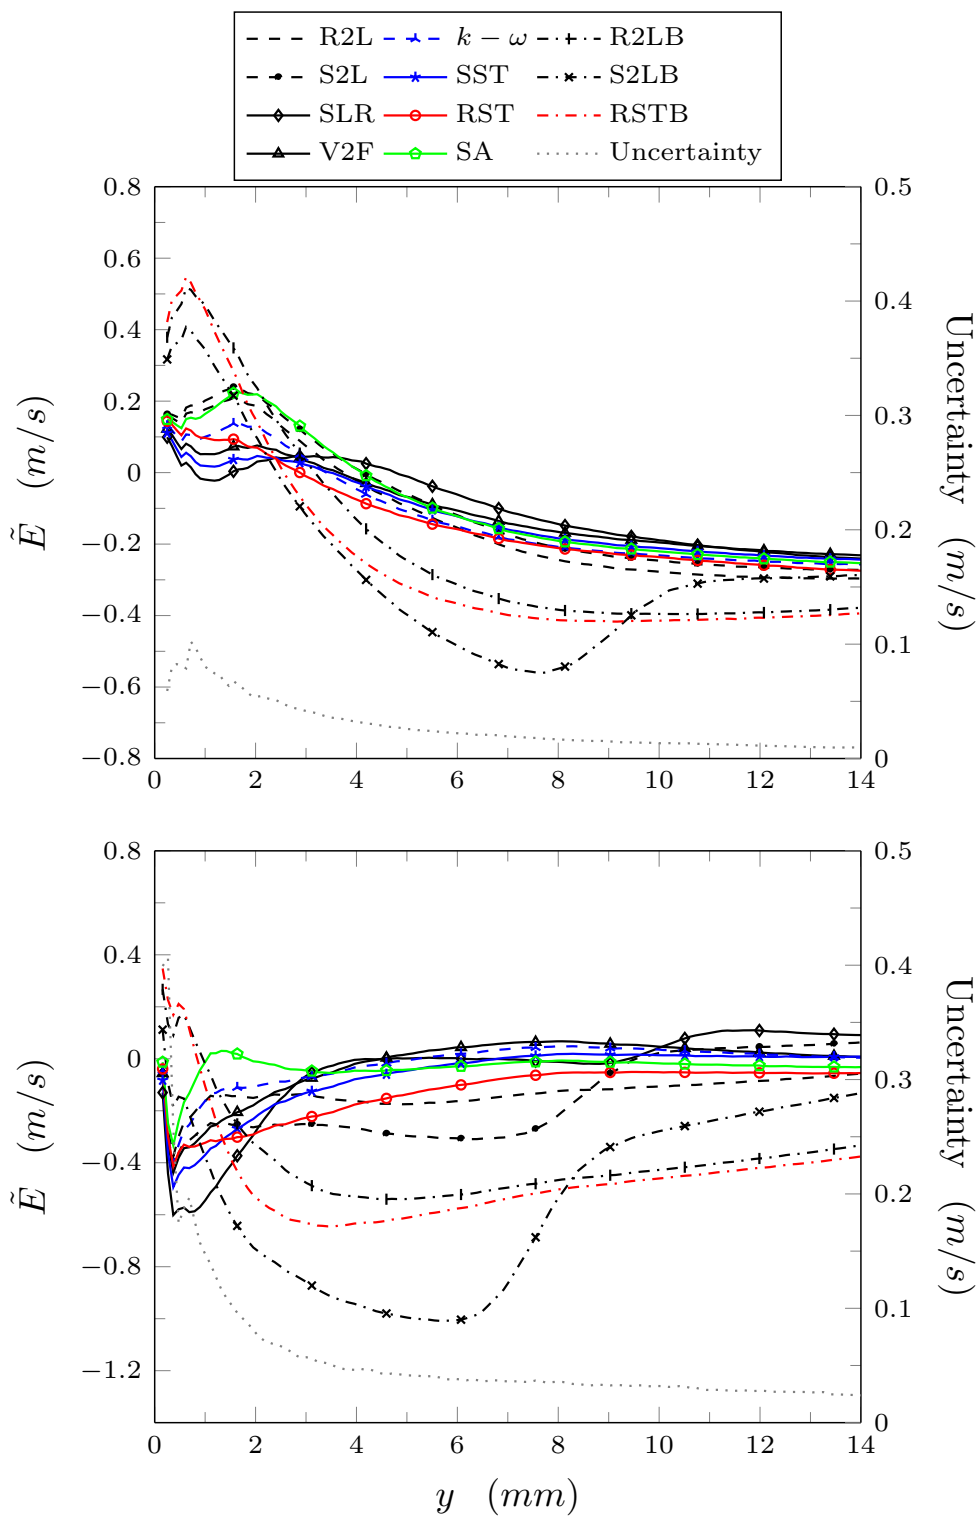 R2L k − ω R2LB
S2L SST S2LB
SLR RST RSTB
V2F SA Uncertainty
0.8 0.5
0.6
0.4 0.4
0.2 0.3
0
−0.2 0.2
−0.4
0.1
−0.6
−0.8 0
0 2 4 6 8 10 12 14
Ẽ (m/s)
Uncertainty (m/s)
0.8 0.5
0.4 0.4
0 0.3
−0.4
0.2
−0.8
0.1
−1.2
0
0 2 4 6 8 10 12 14
Ẽ (m/s)
Uncertainty (m/s)
y (mm)